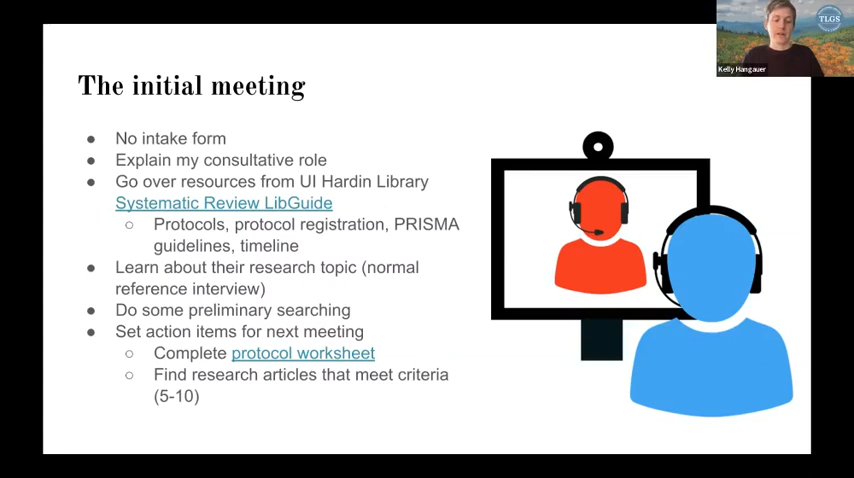 TLGS
Kelly Hangauer
The initial meeting
● No intake form
● Explain my consultative role
● Go over resources from UI Hardin Library
Systematic Review LibGuide
○ Protocols, protocol registration, PRISMA
guidelines, timeline
● Learn about their research topic (normal
reference interview)
● Do some preliminary searching
● Set action items for next meeting
○ Complete protocol worksheet
○ Find research articles that meet criteria
(5-10)